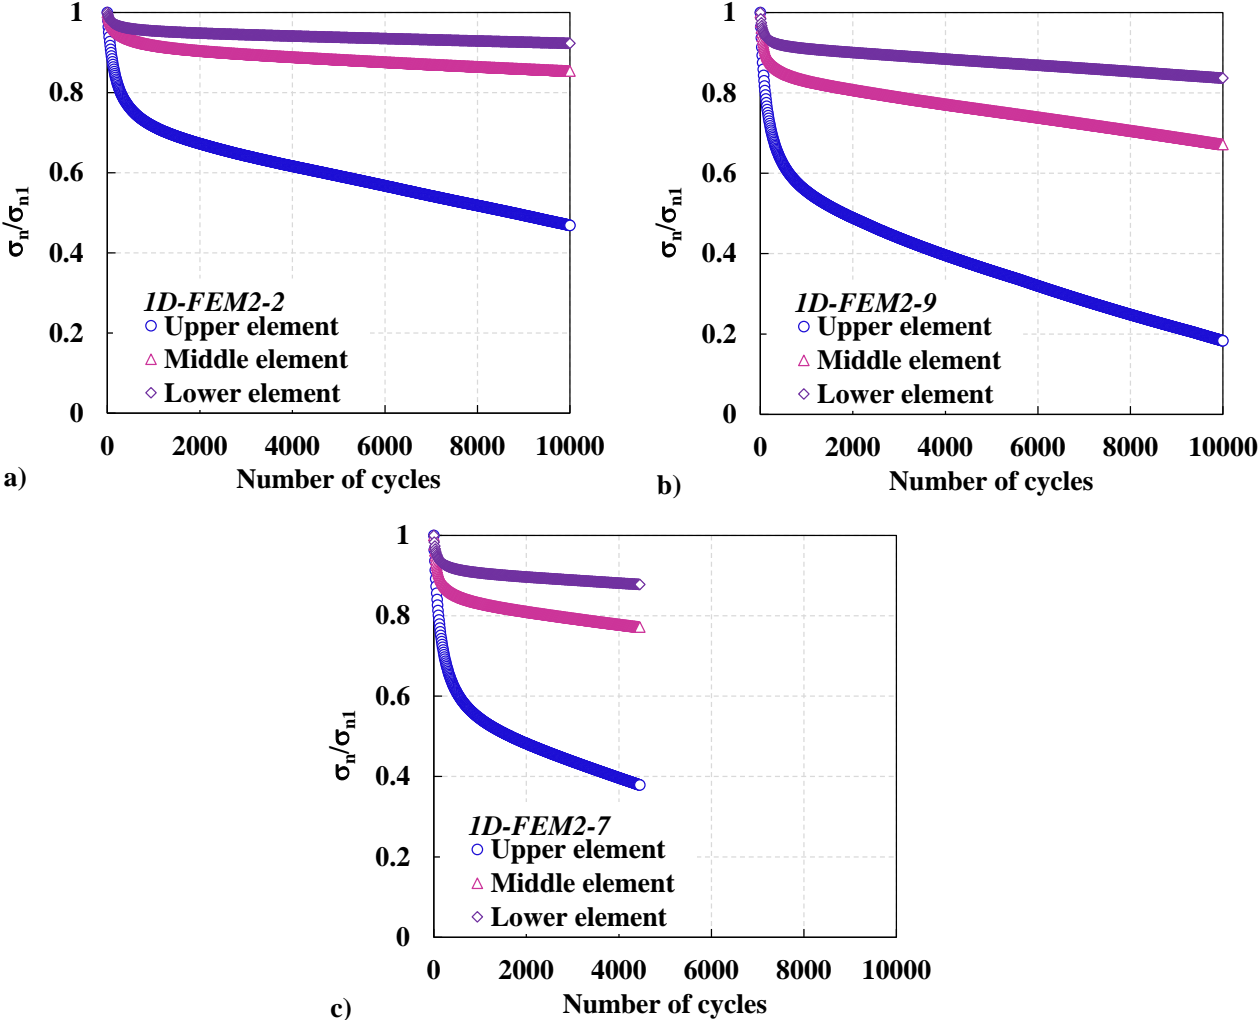 1
0.8
0.6
0.4
0.2
0
σn/σn1
1D-FEM2-2
Upper element
Middle element
Lower element
0 2000 4000 6000 8000 10000
Number of cycles
a)
1
0.8
0.6
0.4
0.2
0
σn/σn1
1D-FEM2-9
Upper element
Middle element
Lower element
0 2000 4000 6000 8000 10000
Number of cycles
b)
1
0.8
0.6
0.4
0.2
0
σn/σn1
1D-FEM2-7
Upper element
Middle element
Lower element
0 2000 4000 6000 8000 10000
Number of cycles
c)